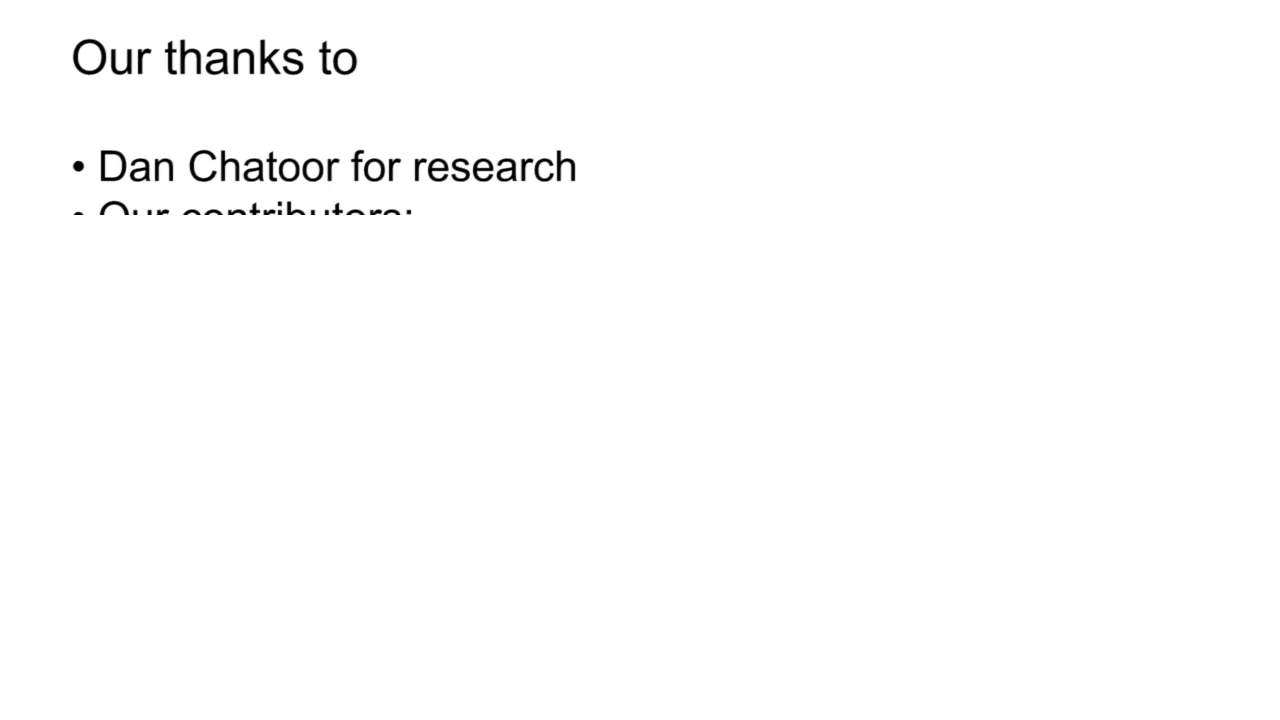 Our thanks to
• Dan Chatoor for research
• Our contributors: